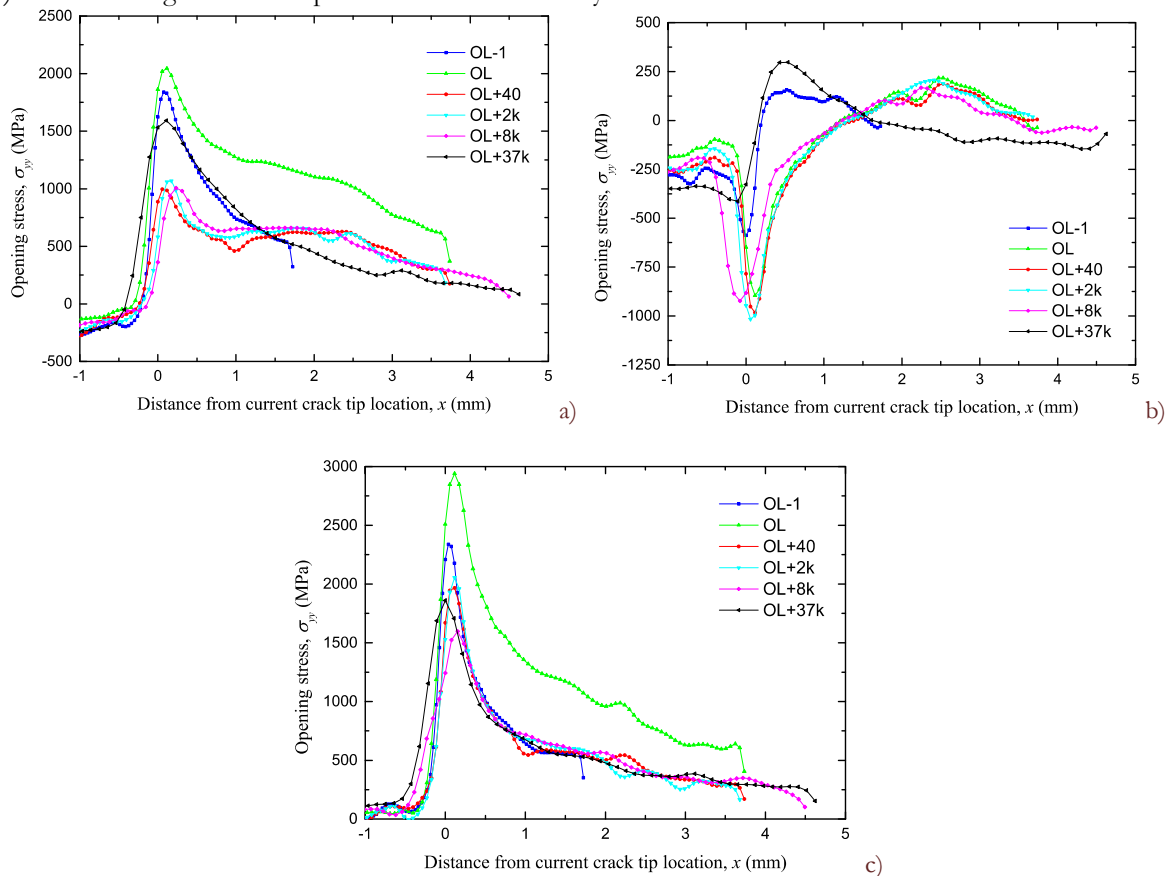 2500
2000
1500
1000
500
0
-500
-1 0 1 2 3 4 5
Opening stress, σyy (MPa)
Distance from current crack tip location, x (mm)
OL-1
OL
OL+40
OL+2k
OL+8k
OL+37k
a)
500
250
0
-250
-500
-750
-1000
-1250
-1 0 1 2 3 4 5
Opening stress, σyy (MPa)
Distance from current crack tip location, x (mm)
OL-1
OL
OL+40
OL+2k
OL+8k
OL+37k
b)
3000
2500
2000
1500
1000
500
0
-1 0 1 2 3 4 5
Opening stress, σyy (MPa)
Distance from current crack tip location, x (mm)
OL-1
OL
OL+40
OL+2k
OL+8k
OL+37k
c)